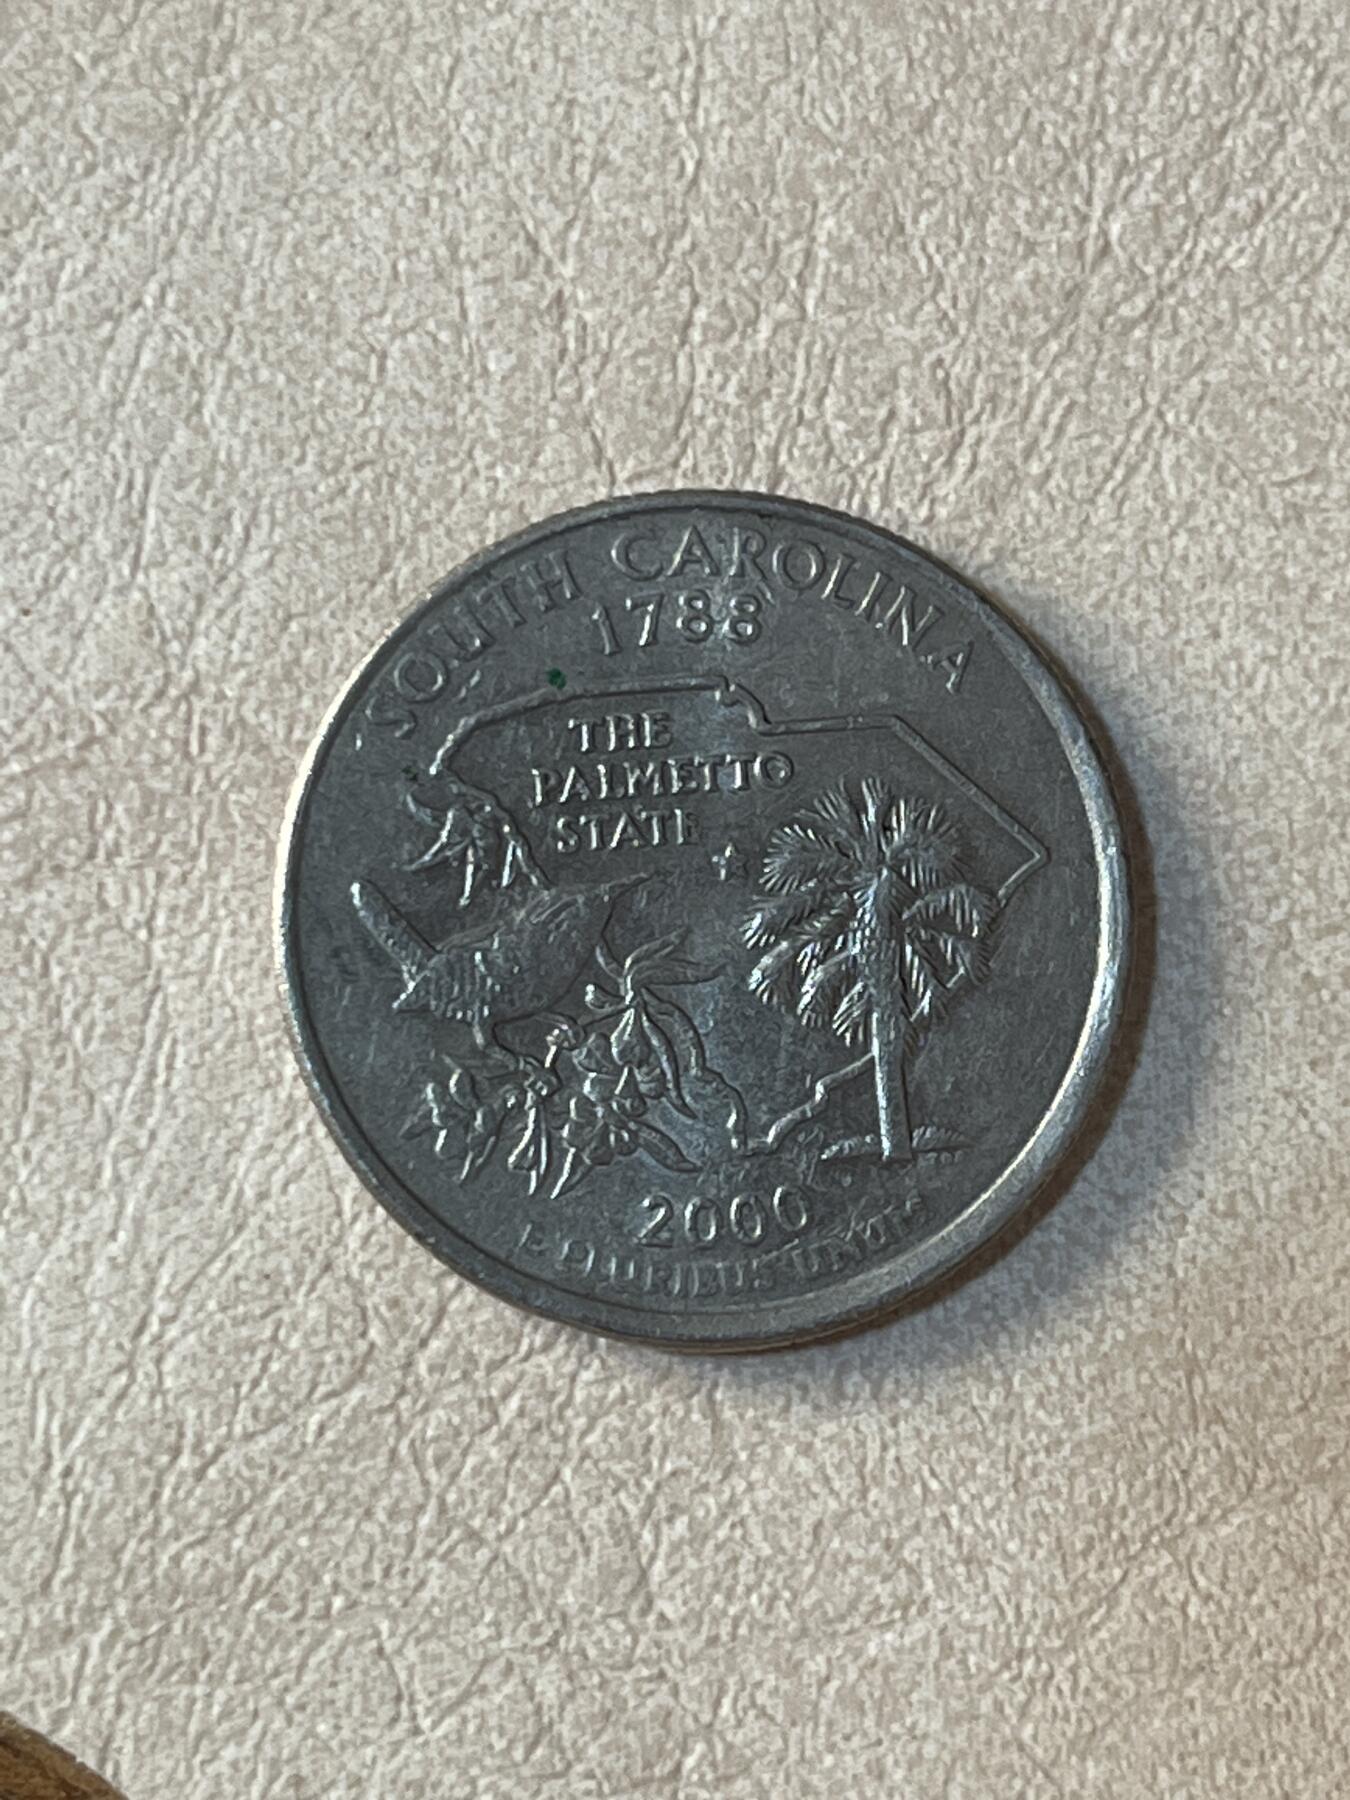 SOUTH CAROLINA
1788
THE
PALMETTO
STATE
2000
E PLURIBUS UNUM